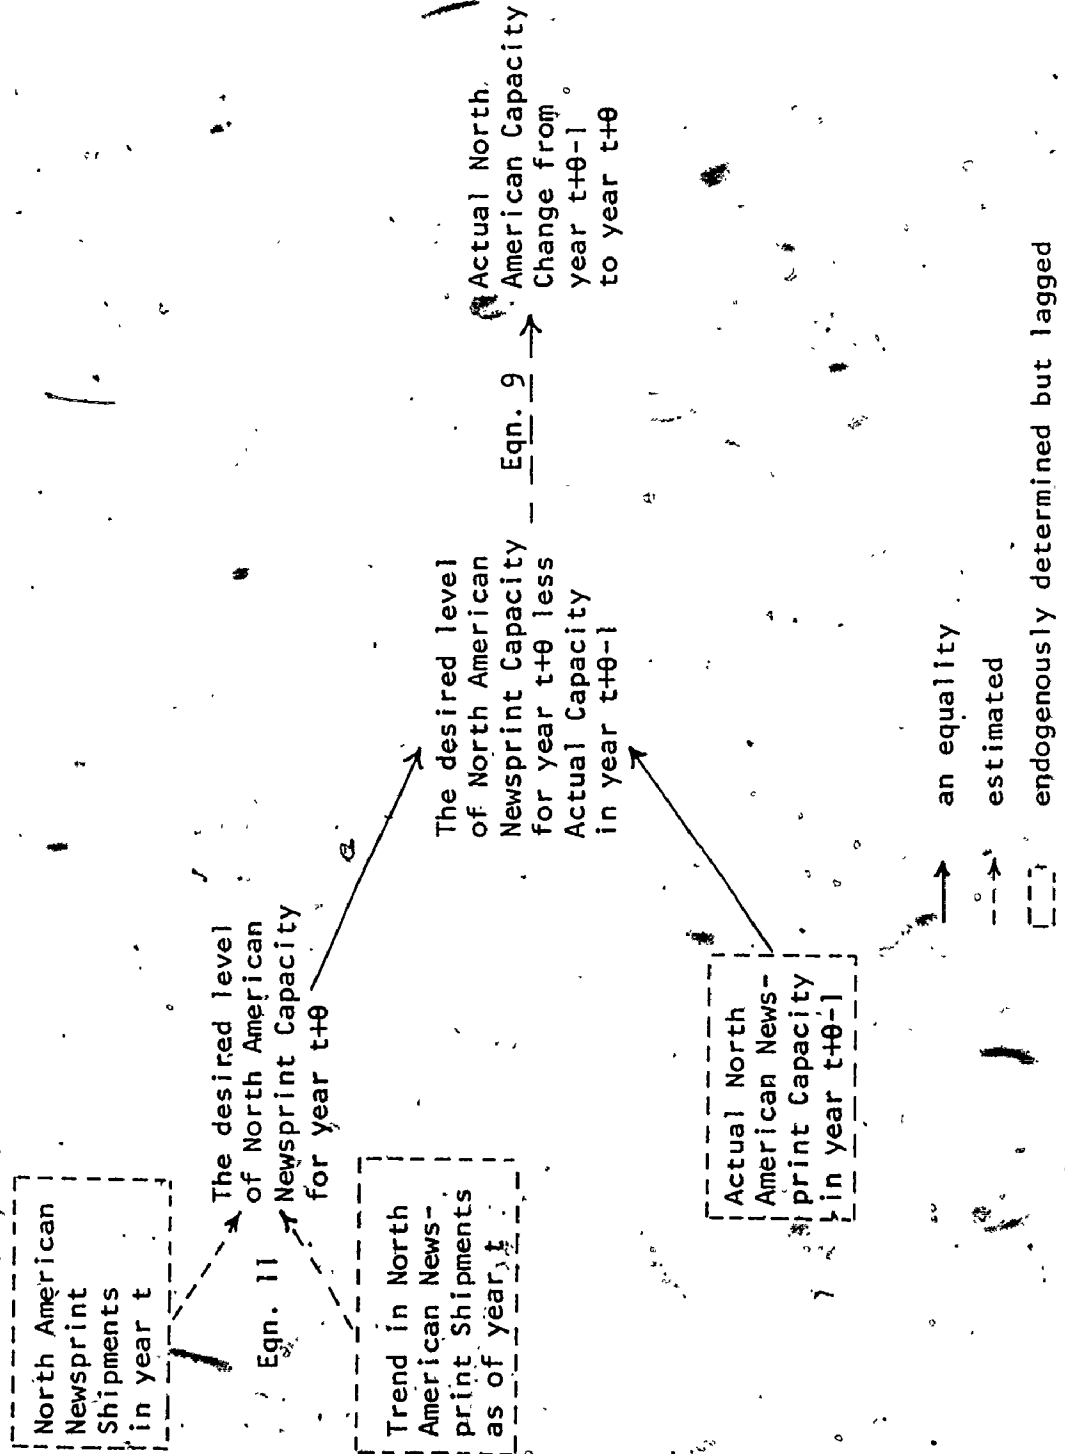 North American
Newsprint
Shipments
in year t
Eqn. 11
Trend in North
American News-
print Shipments
as of year t
The desired level
of North American
Newsprint Capacity
for year t+θ
Actual North
American News-
print Capacity
in year t+θ-1
The desired level
of North American
Newsprint Capacity
for year t+θ less
Actual Capacity
in year t+θ-1
Eqn. 9
Actual North
American Capacity
Change from
year t+θ-1
to year t+θ
an equality
estimated
endogenously determined but lagged